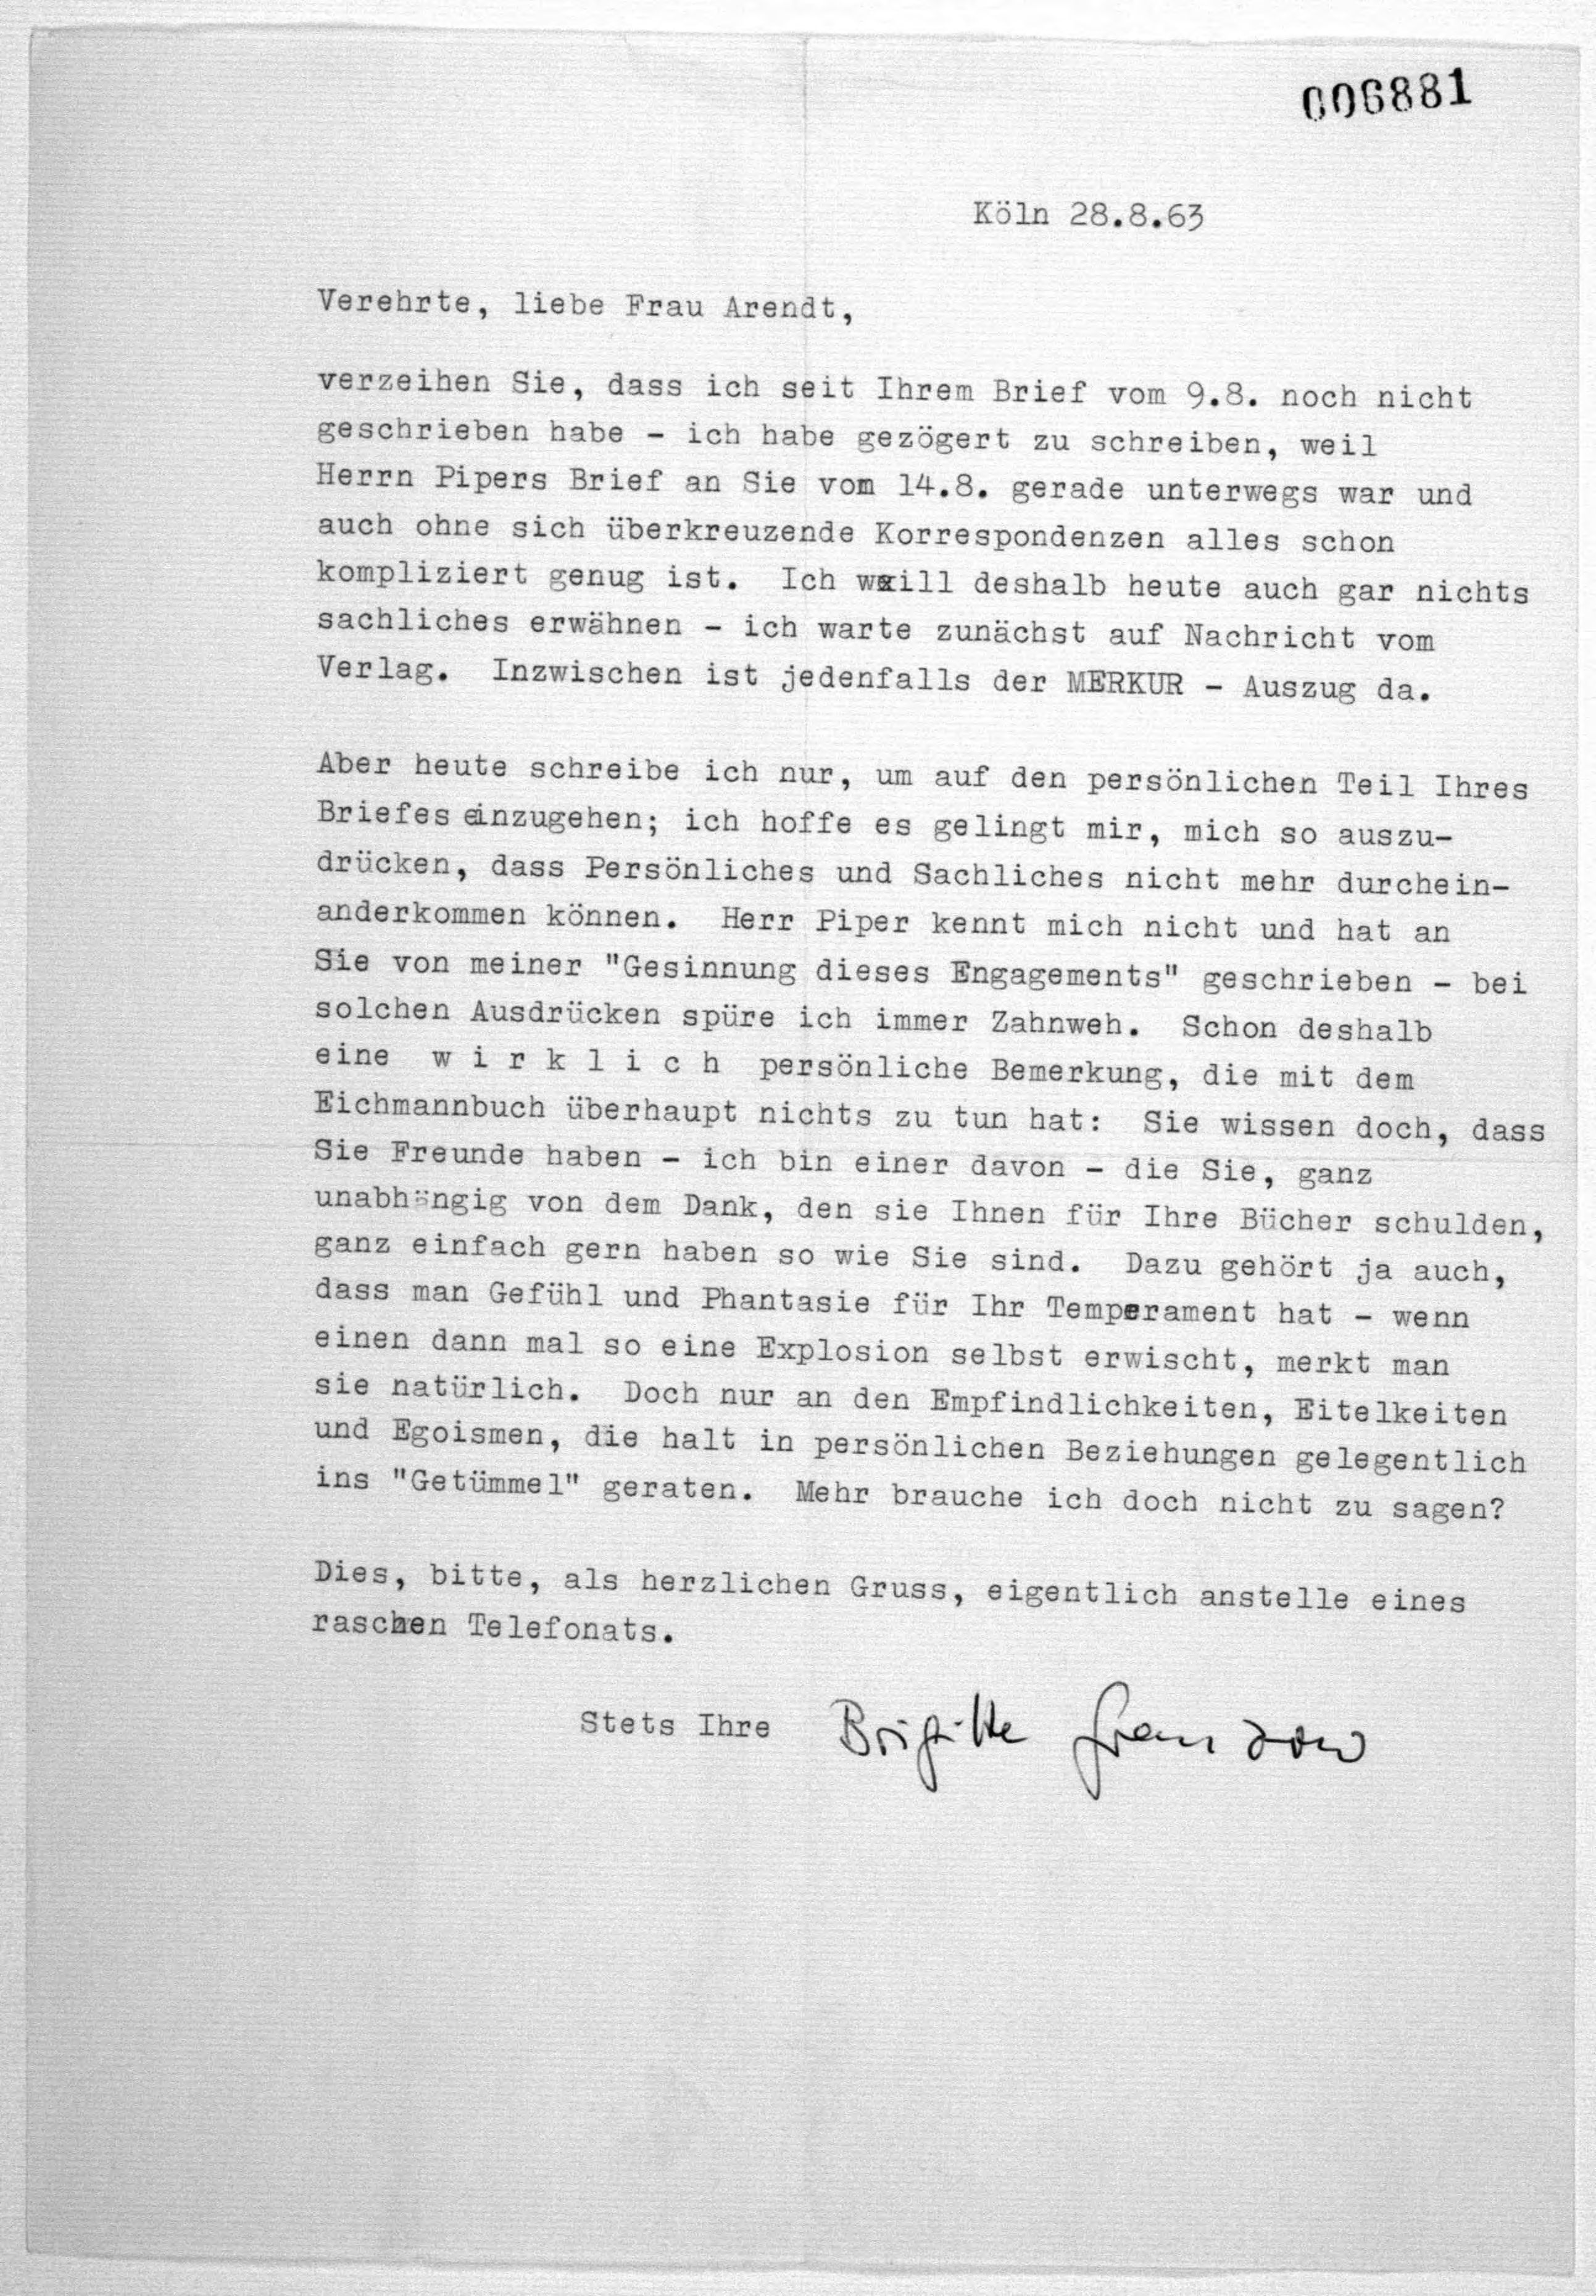 006881
Köln 28.8.63
Verehrte, liebe Frau Arendt,
verzeihen Sie, dass ich seit Ihrem Brief vom 9.8. noch nicht
geschrieben habe - ich habe gezögert zu schreiben, weil
Herrn Pipers Brief an Sie vom 14.8. gerade unterwegs war und
auch ohne sich überkreuzende Korrespondenzen alles schon
kompliziert genug ist. Ich will deshalb heute auch gar nichts
sachliches erwähnen - ich warte zunächst auf Nachricht vom
Verlag. Inzwischen ist jedenfalls der MERKUR - Auszug da.
Aber heute schreibe ich nur, um auf den persönlichen Teil Ihres
Briefes einzugehen; ich hoffe es gelingt mir, mich so auszu-
drücken, dass Persönliches und Sachliches nicht mehr durchein-
anderkommen können. Herr Piper kennt mich nicht und hat an
Sie von meiner "Gesinnung dieses Engagements" geschrieben - bei
solchen Ausdrücken spüre ich immer Zahnweh. Schon deshalb
eine w i r k l i c h persönliche Bemerkung, die mit dem
Eichmannbuch überhaupt nichts zu tun hat: Sie wissen doch, dass
Sie Freunde haben - ich bin einer davon - die Sie, ganz
unabhängig von dem Dank, den sie Ihnen für Ihre Bücher schulden,
ganz einfach gern haben so wie Sie sind. Dazu gehört ja auch,
dass man Gefühl und Phantasie für Ihr Temperament hat - wenn
einen dann mal so eine Explosion selbst erwischt, merkt man
sie natürlich. Doch nur an den Empfindlichkeiten, Eitelkeiten
und Egoismen, die halt in persönlichen Beziehungen gelegentlich
ins "Getümmel" geraten. Mehr brauche ich doch nicht zu sagen?
Dies, bitte, als herzlichen Gruss, eigentlich anstelle eines
raschen Telefonats.
Stets Ihre Brigitte Granzow